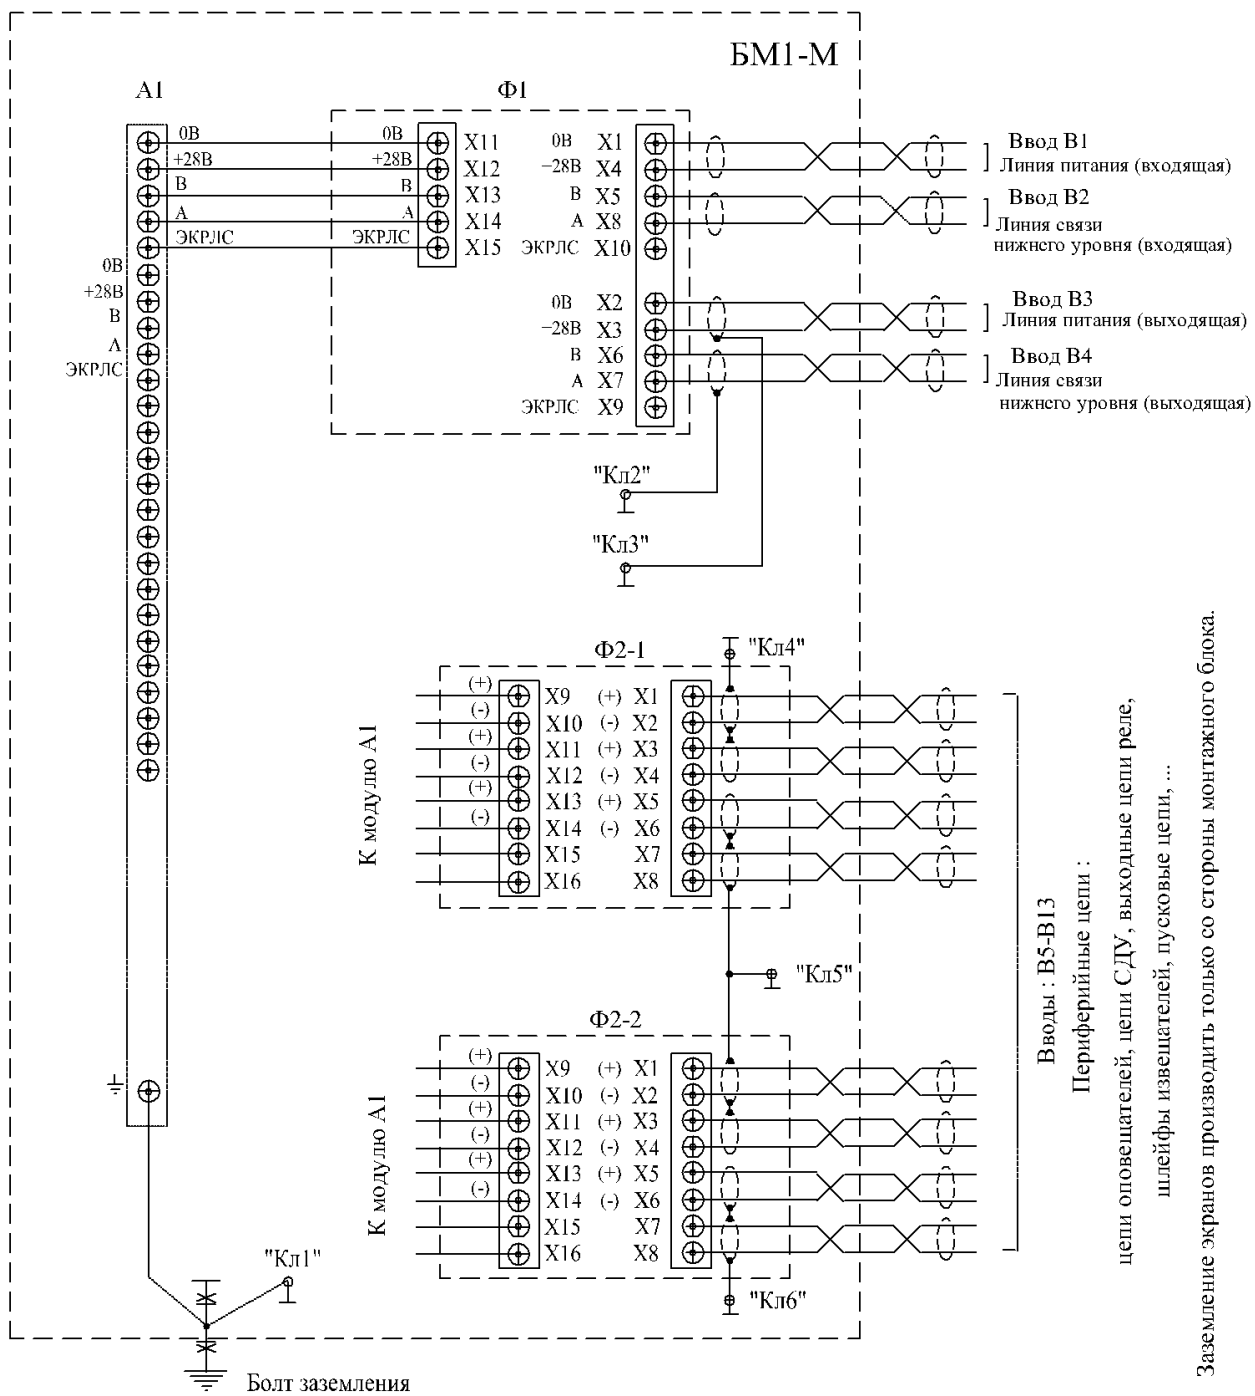 БМ1-М
А1
Ф1
0В
+28В
В
А
ЭКРЛС
0В
+28В
В
А
ЭКРЛС
0В
+28В
В
А
ЭКРЛС
X11
X12
X13
X14
X15
0В X1
−28В X4
В X5
А X8
ЭКРЛС X10
0В X2
−28В X3
В X6
А X7
ЭКРЛС X9
Ввод В1
Линия питания (входящая)
Ввод В2
Линия связи
нижнего уровня (входящая)
Ввод В3
Линия питания (выходящая)
Ввод В4
Линия связи
нижнего уровня (выходящая)
"Кл2"
"Кл3"
Ф2-1
"Кл4"
К модулю А1
(+) X9 (+) X1
(-) X10 (-) X2
(+) X11 (+) X3
(-) X12 (-) X4
(+) X13 (+) X5
(-) X14 (-) X6
X15 X7
X16 X8
"Кл5"
Ф2-2
К модулю А1
(+) X9 (+) X1
(-) X10 (-) X2
(+) X11 (+) X3
(-) X12 (-) X4
(+) X13 (+) X5
(-) X14 (-) X6
X15 X7
X16 X8
"Кл6"
"Кл1"
Болт заземления
Вводы : В5-В13
Периферийные цепи :
цепи оповещателей, цепи СДУ, выходные цепи реле,
шлейфы извещателей, пусковые цепи, ...
Заземление экранов производить только со стороны монтажного блока.